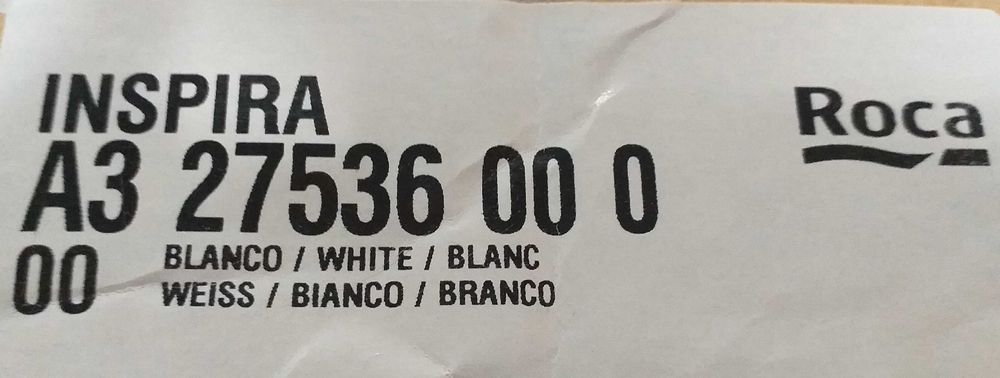 INSPIRA
Roca
A3 27536 00 0
00 BLANCO / WHITE / BLANC
WEISS / BIANCO / BRANCO